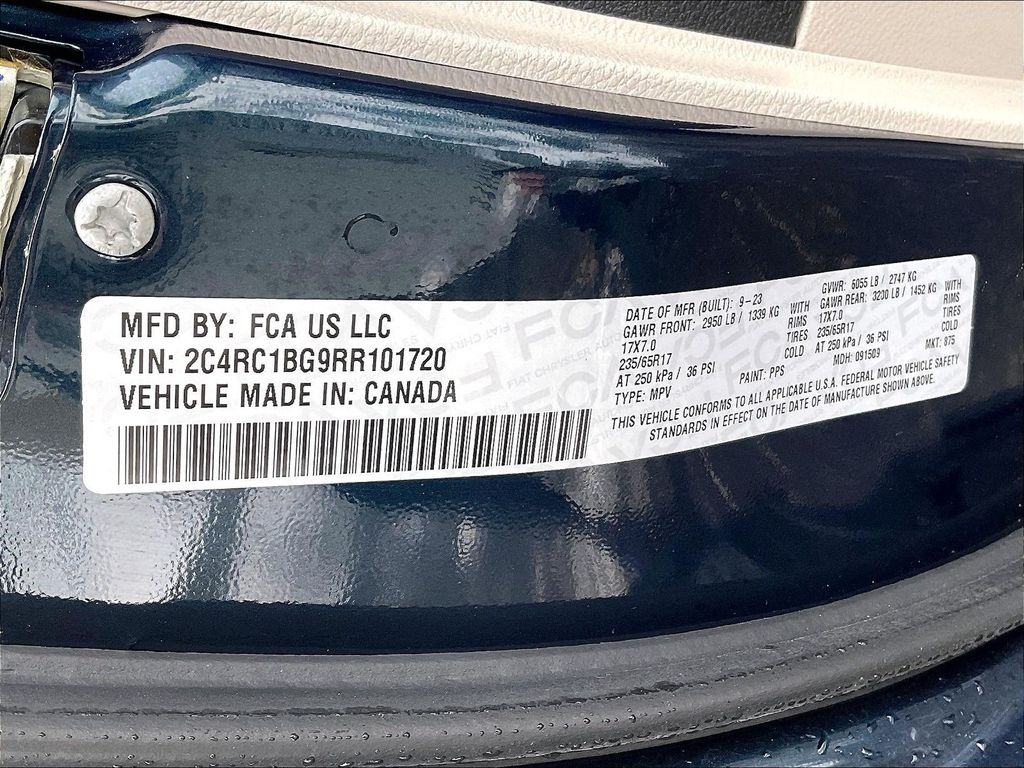 MFD BY: FCA US LLC
VIN: 2C4RC1BG9RR101720
VEHICLE MADE IN: CANADA
DATE OF MFR (BUILT): 9-23
GVWR: 6055 LB / 2747 KG
GAWR FRONT: 2950 LB / 1339 KG WITH
GAWR REAR: 3200 LB / 1452 KG WITH
17X7.0 RIMS
17X7.0 RIMS
235/65R17 TIRES
235/65R17 TIRES
AT 250 kPa / 36 PSI COLD
AT 250 kPa / 36 PSI COLD
TYPE: MPV PAINT: PPS MDH: 091509 MKT: 875
THIS VEHICLE CONFORMS TO ALL APPLICABLE U.S.A. FEDERAL MOTOR VEHICLE SAFETY
STANDARDS IN EFFECT ON THE DATE OF MANUFACTURE SHOWN ABOVE.